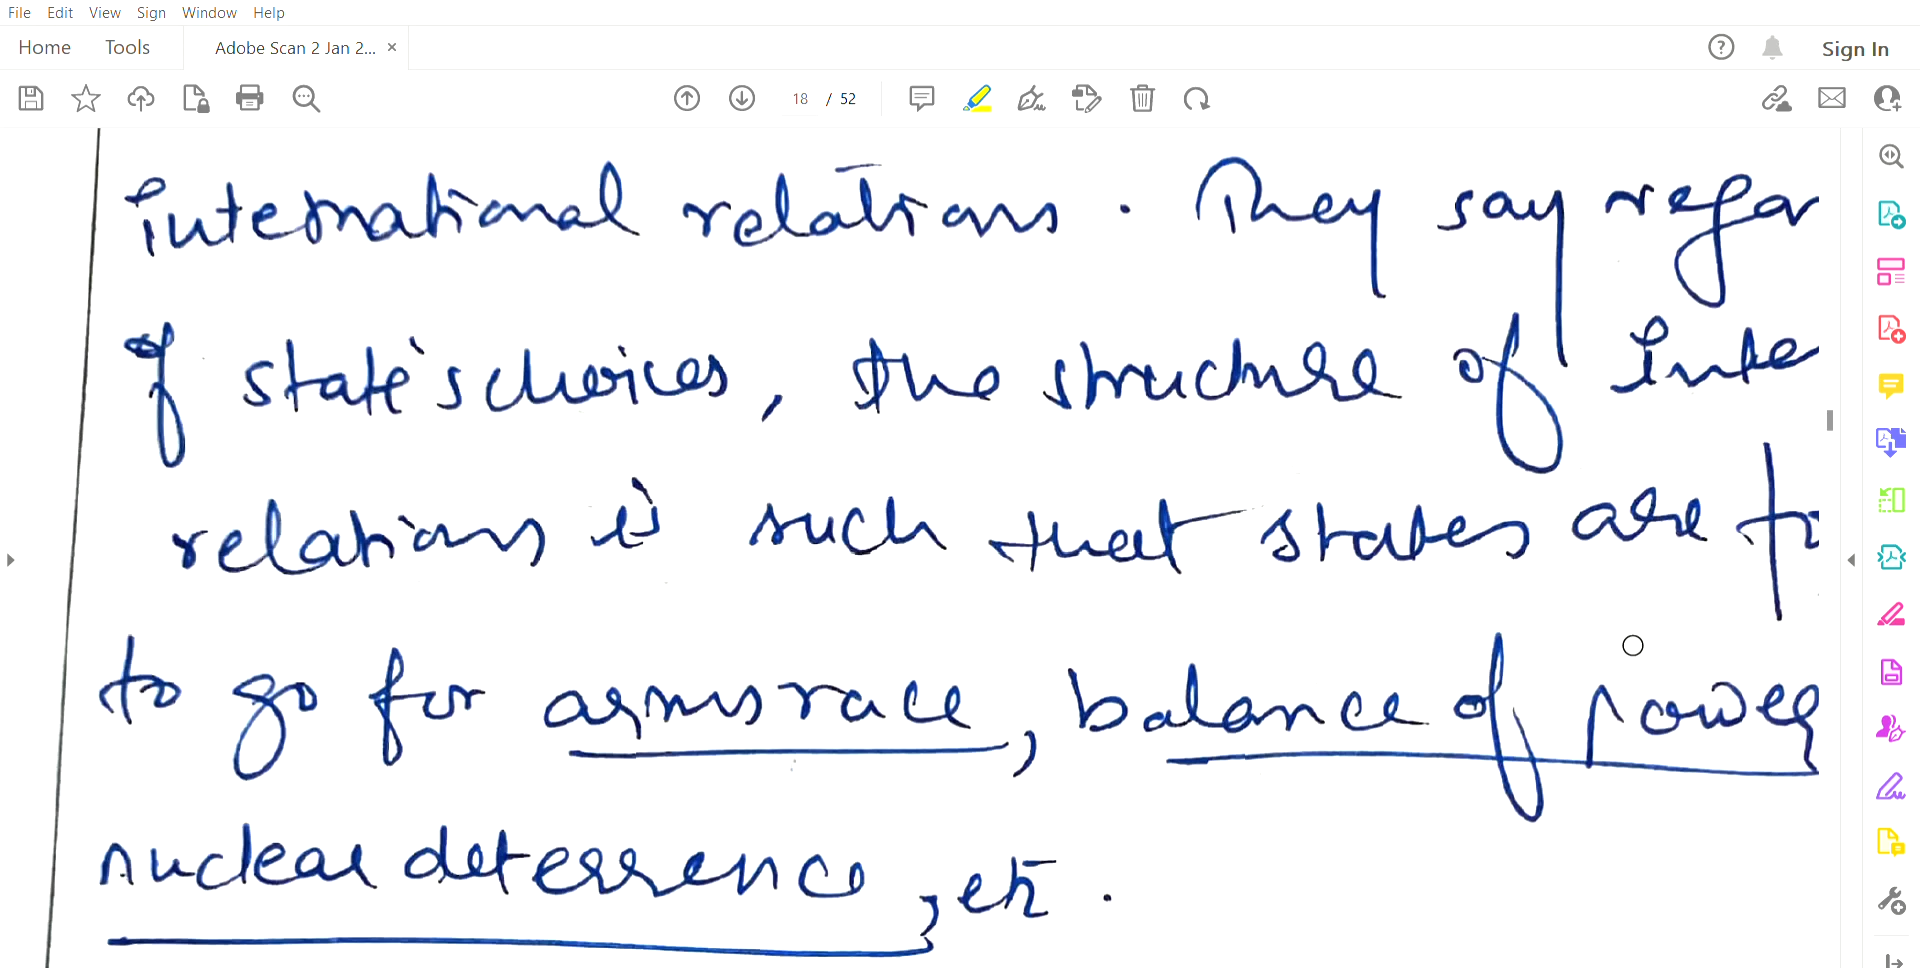 File Edit View Sign Window Help
Home Tools Adobe Scan 2 Jan 2... × Sign In
18 / 52
International relations. They say regar
of state's choices, the structure of Inte
relations is such that states are fo
to go for arms race, balance of power
nuclear deterrence, etc.